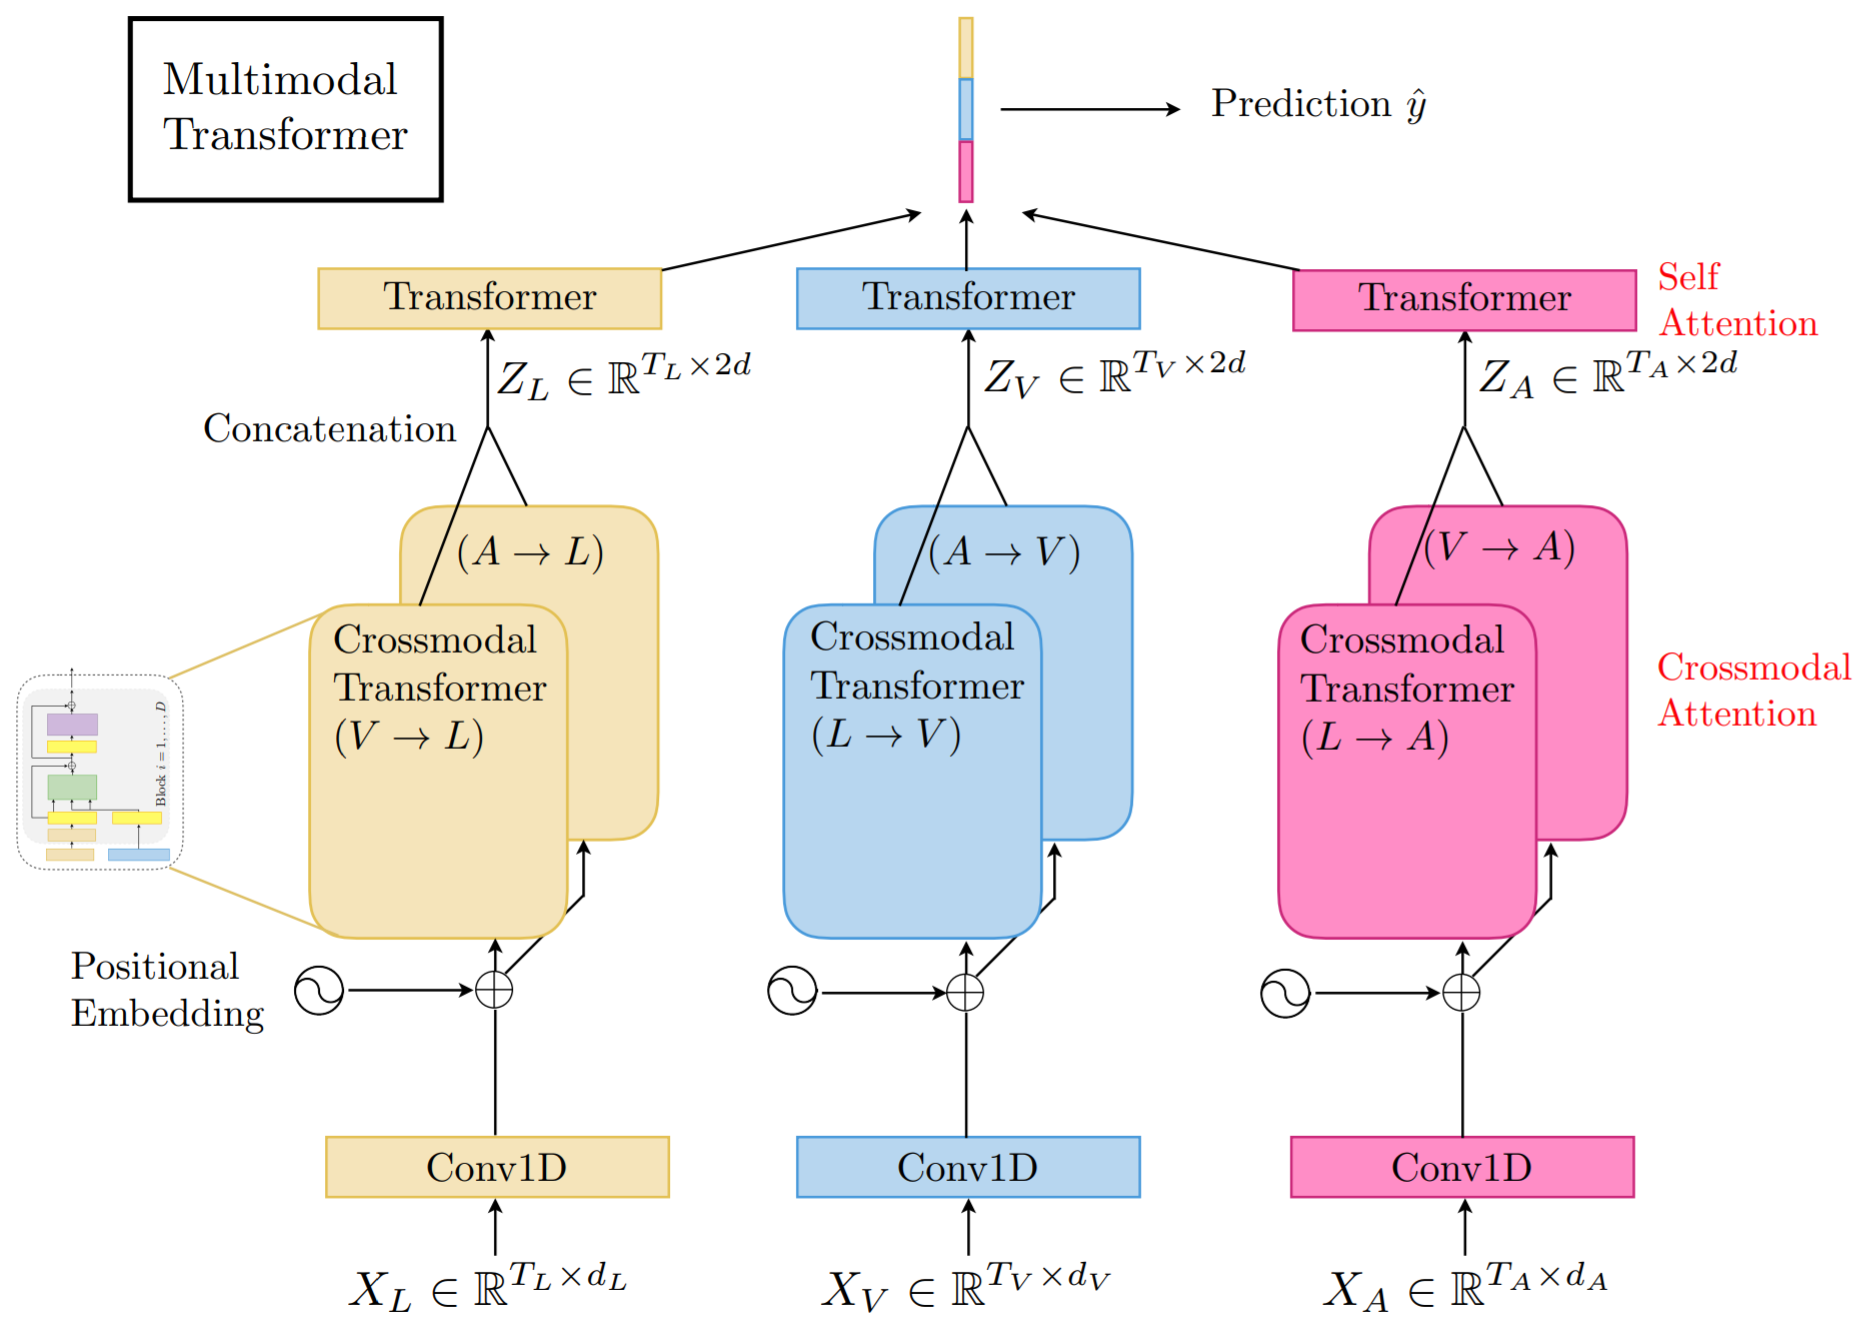 Multimodal
Transformer
Prediction ŷ
Transformer
Transformer
Transformer
Self
Attention
Z_L ∈ ℝ^{T_L×2d}
Z_V ∈ ℝ^{T_V×2d}
Z_A ∈ ℝ^{T_A×2d}
Concatenation
(A → L)
(A → V)
(V → A)
Crossmodal
Transformer
(V → L)
Crossmodal
Transformer
(L → V)
Crossmodal
Transformer
(L → A)
Crossmodal
Attention
Block i = 1, . . . , D
Positional
Embedding
Conv1D
Conv1D
Conv1D
X_L ∈ ℝ^{T_L×d_L}
X_V ∈ ℝ^{T_V×d_V}
X_A ∈ ℝ^{T_A×d_A}